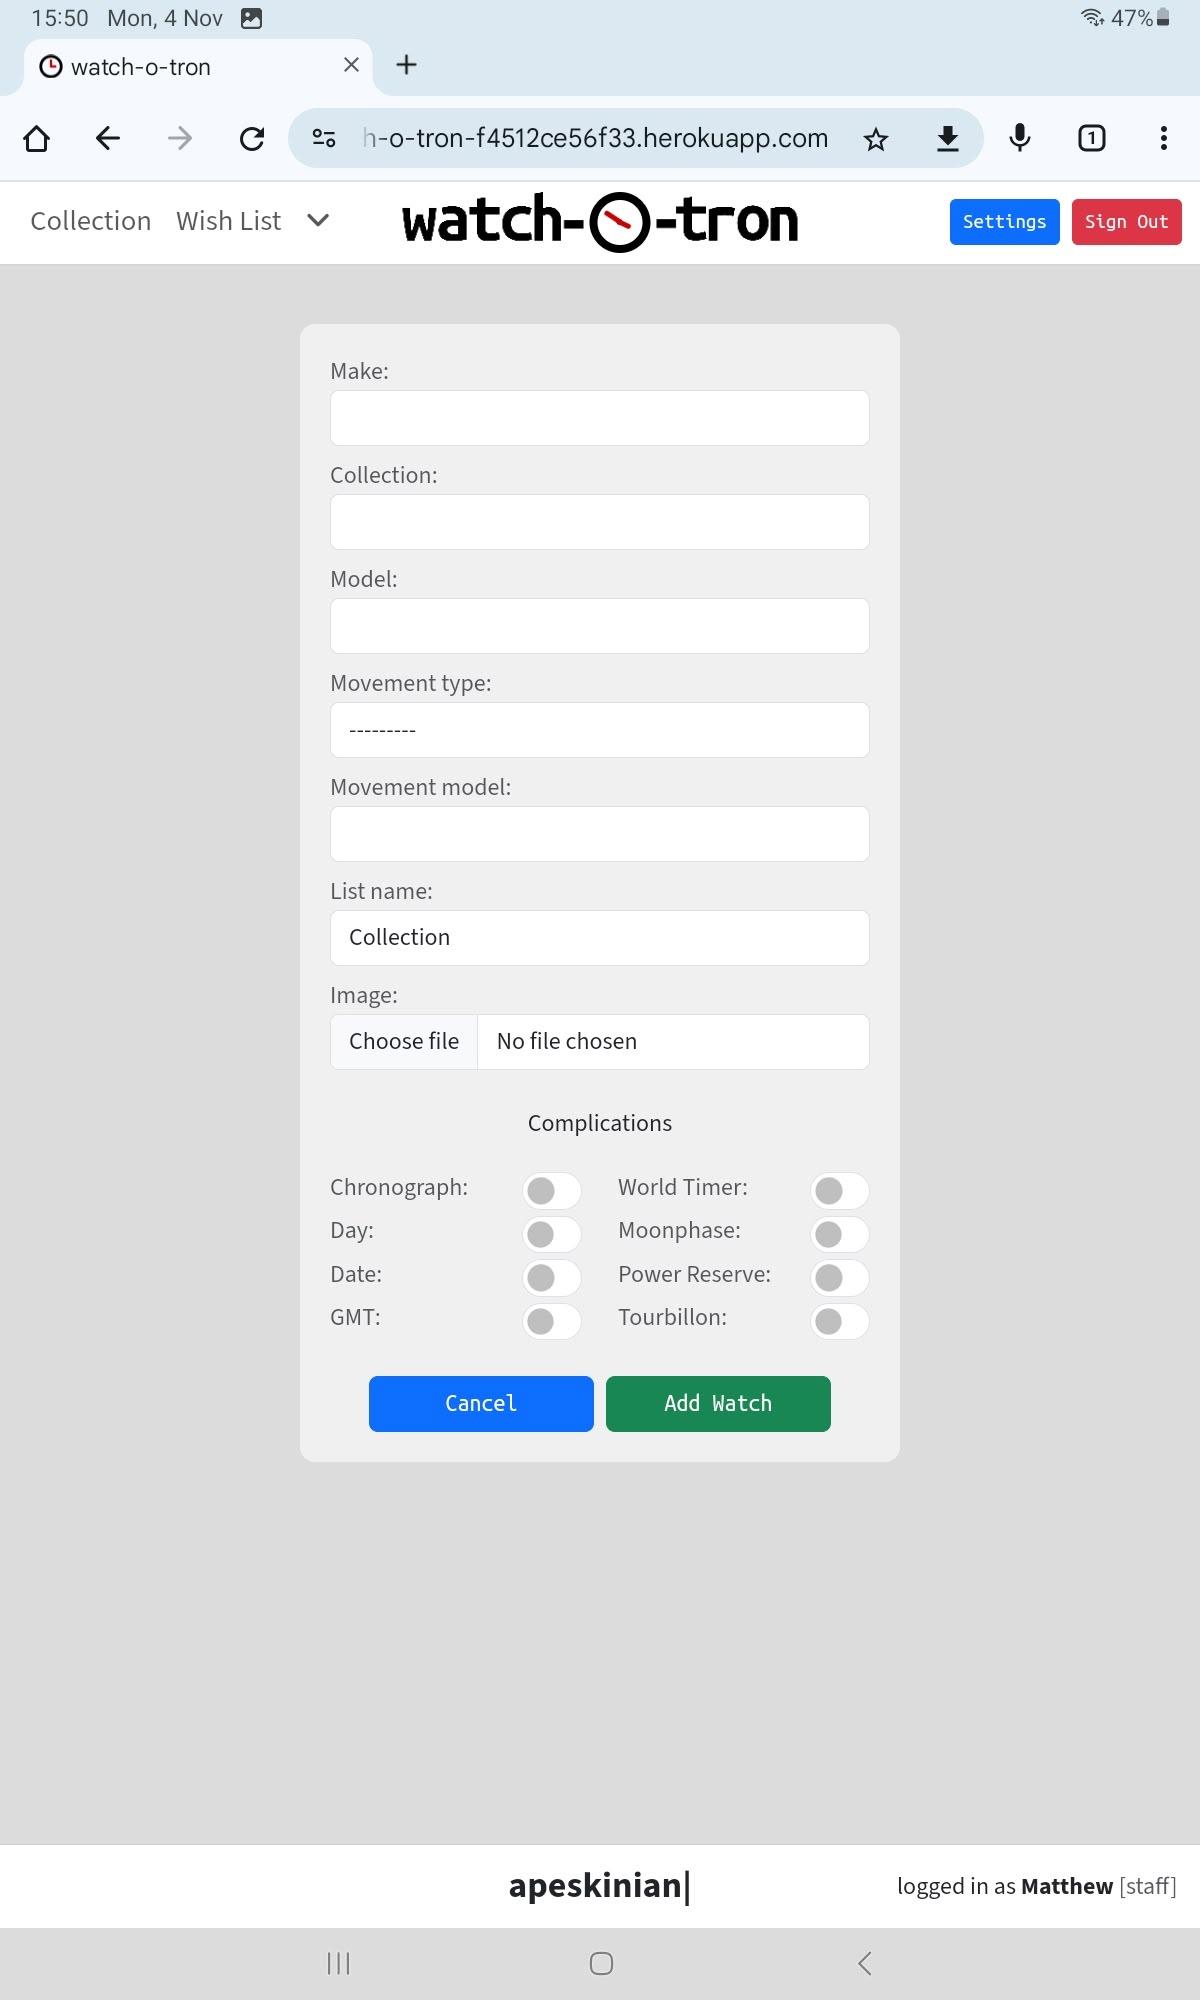 15:50 Mon, 4 Nov 47%
watch-o-tron
h-o-tron-f4512ce56f33.herokuapp.com 1
Collection Wish List watch-o-tron Settings Sign Out
Make:
Collection:
Model:
Movement type:
---------
Movement model:
List name:
Collection
Image:
Choose file No file chosen
Complications
Chronograph: World Timer:
Day: Moonphase:
Date: Power Reserve:
GMT: Tourbillon:
Cancel Add Watch
apeskinian| logged in as Matthew [staff]